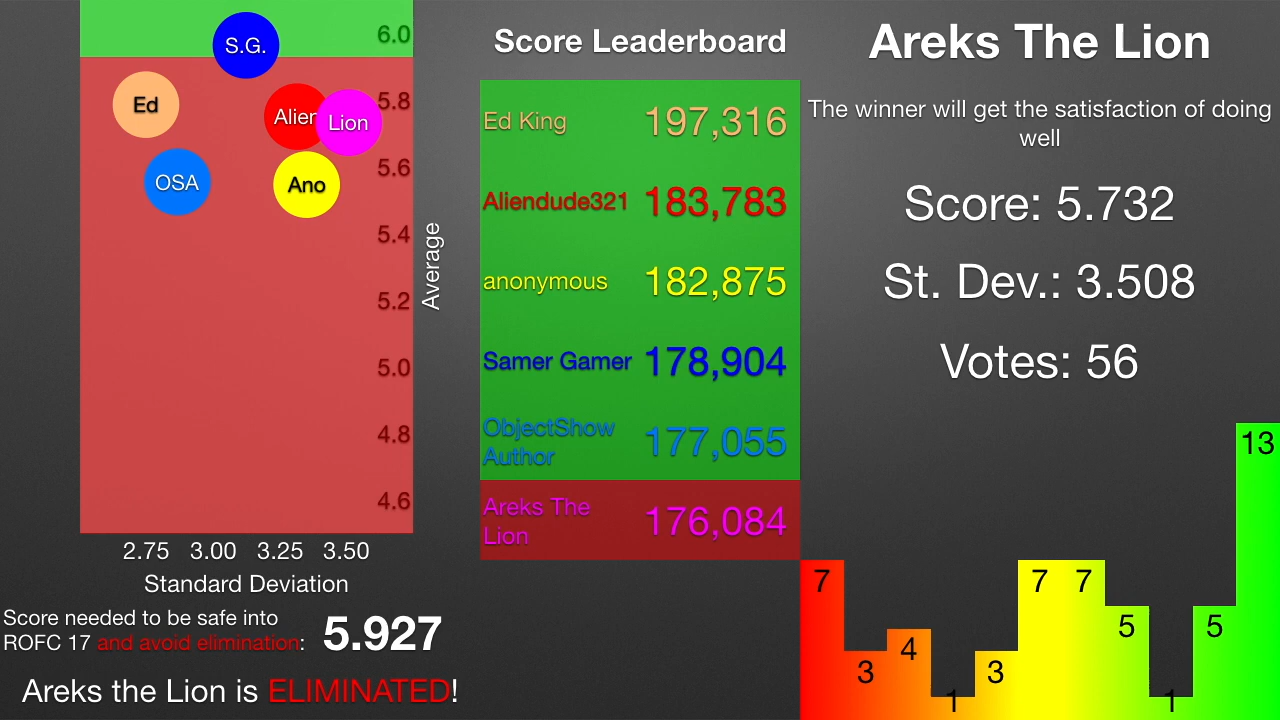 6.0
S.G.
5.8
Ed
Alien
Lion
5.6
OSA
Ano
5.4
Average
5.2
5.0
4.8
4.6
2.75 3.00 3.25 3.50
Standard Deviation
Score needed to be safe into
ROFC 17 and avoid elimination: 5.927
Areks the Lion is ELIMINATED!
Score Leaderboard
Ed King 197,316
Aliendude321 183,783
anonymous 182,875
Samer Gamer 178,904
ObjectShow
Author 177,055
Areks The
Lion 176,084
Areks The Lion
The winner will get the satisfaction of doing
well
Score: 5.732
St. Dev.: 3.508
Votes: 56
7 3 4 1 3 7 7 5 1 5 13